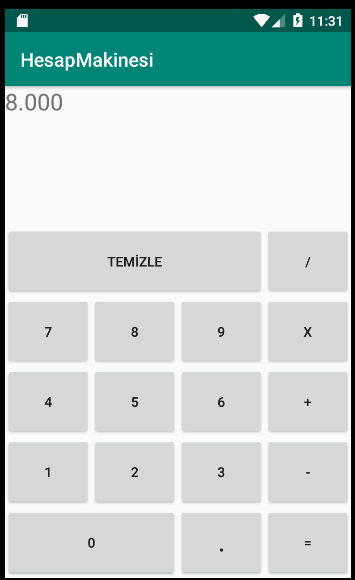 11:31
HesapMakinesi
8.000
TEMİZLE /
7 8 9 X
4 5 6 +
1 2 3 -
0 . =